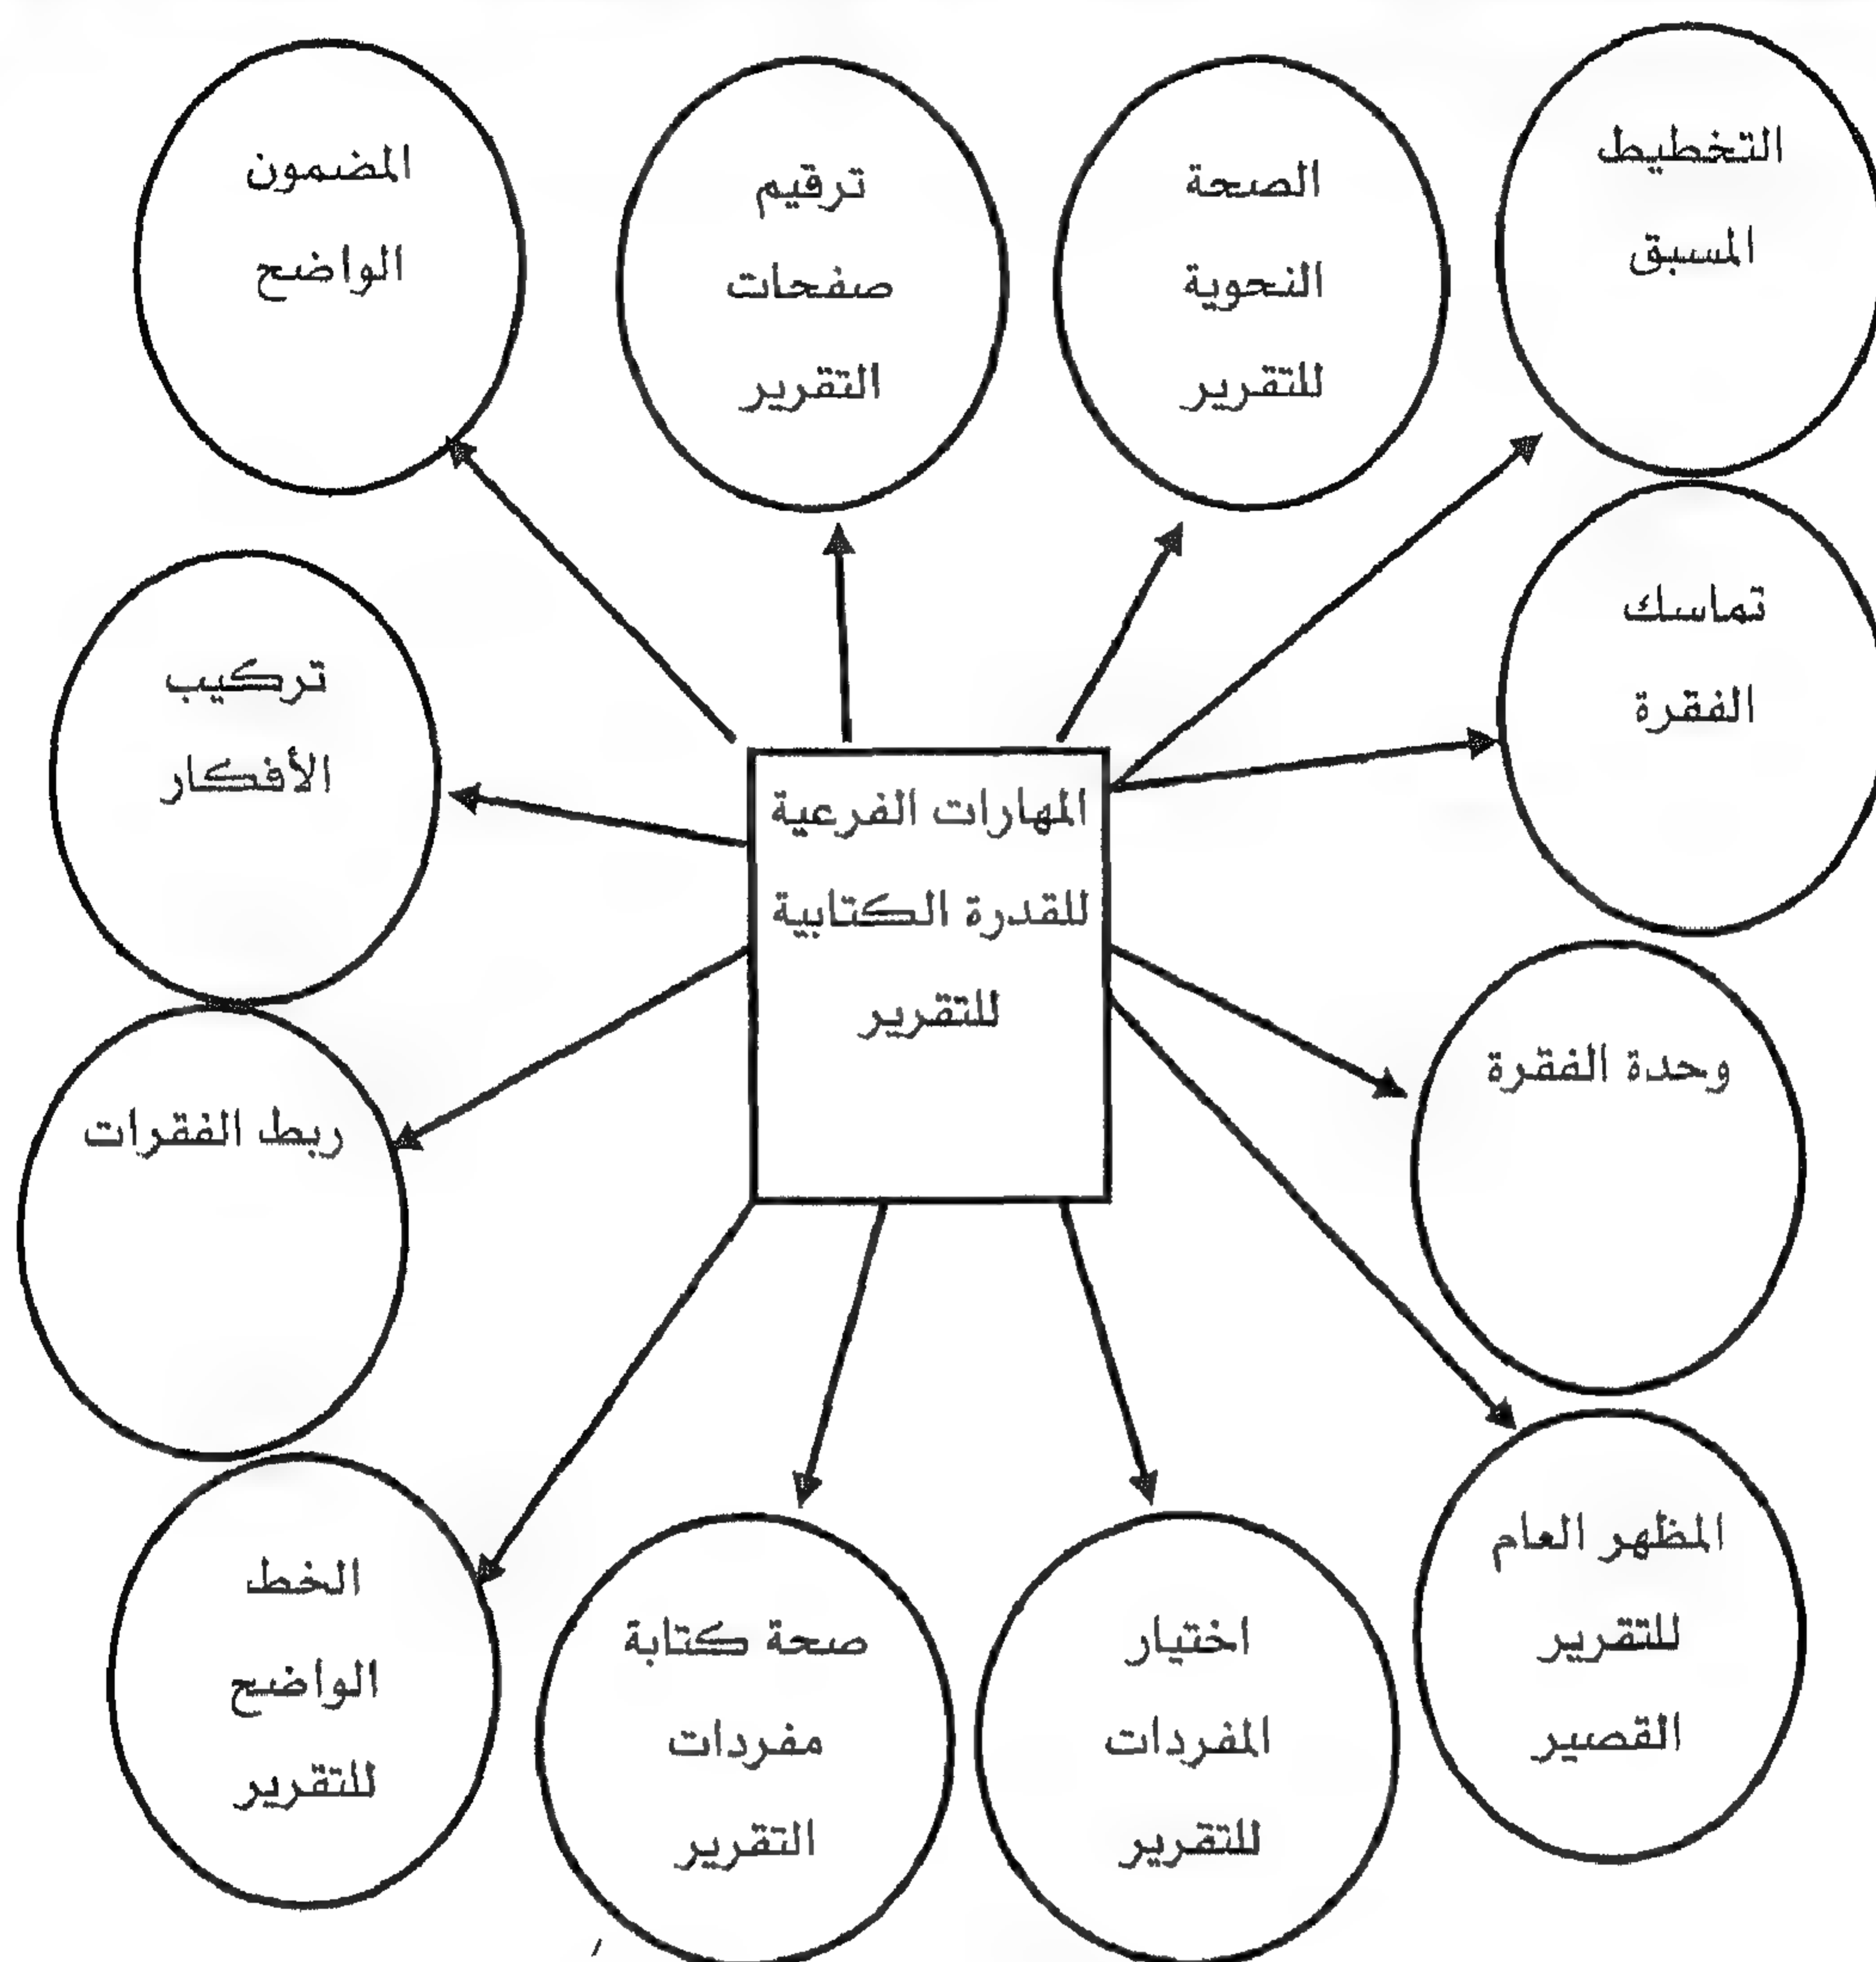 التخطيط
المسبق
الصحة
النحوية
للتقرير
ترقيم
صفحات
التقرير
المضمون
الواضح
تماسك
الفقرة
تركيب
الأفكار
المهارات الفرعية
للقدرة الكتابية
للتقرير
وحدة الفقرة
ربط الفقرات
المظهر العام
للتقرير
القصير
اختيار
المفردات
للتقرير
صحة كتابة
مفردات
التقرير
الخط
الواضح
للتقرير